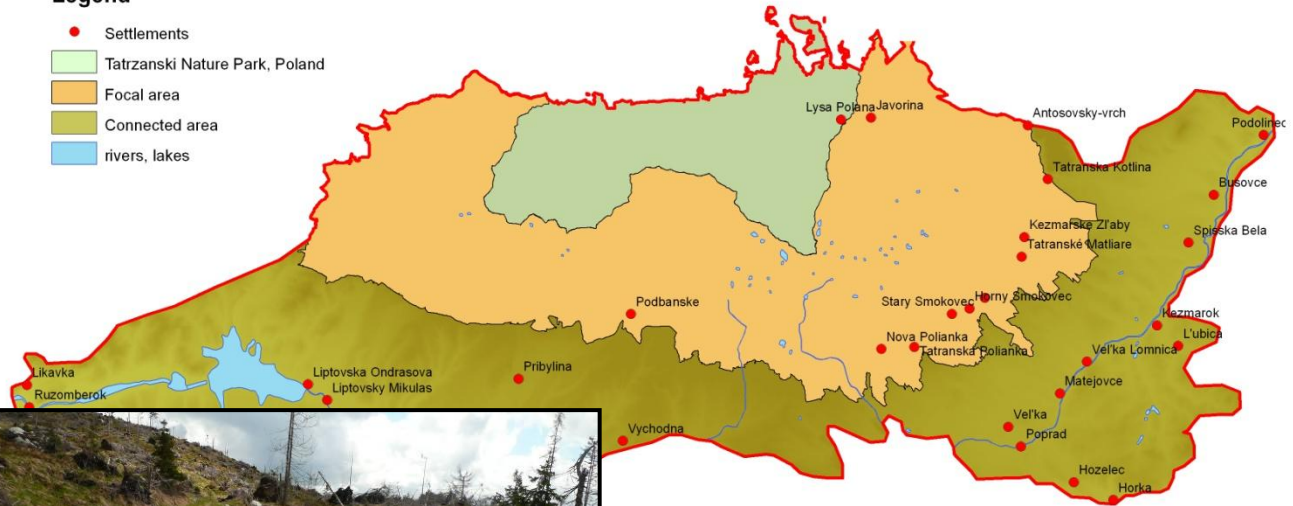 Legend
Settlements
Tatrzanski Nature Park, Poland
Focal area
Connected area
rivers, lakes
Lysa Polana
Javorina
Antosovsky-vrch
Podolinec
Tatranska Kotlina
Busovce
Kezmarske Zl'aby
Spisska Bela
Tatranské Matliare
Podbanske
Stary Smokovec
Horny Smokovec
Kezmarok
L'ubica
Nova Polianka
Tatranska Polianka
Vel'ka Lomnica
Likavka
Liptovska Ondrasova
Pribylina
Ruzomberok
Liptovsky Mikulas
Matejovce
Vel'ka
Vychodna
Poprad
Hozelec
Horka